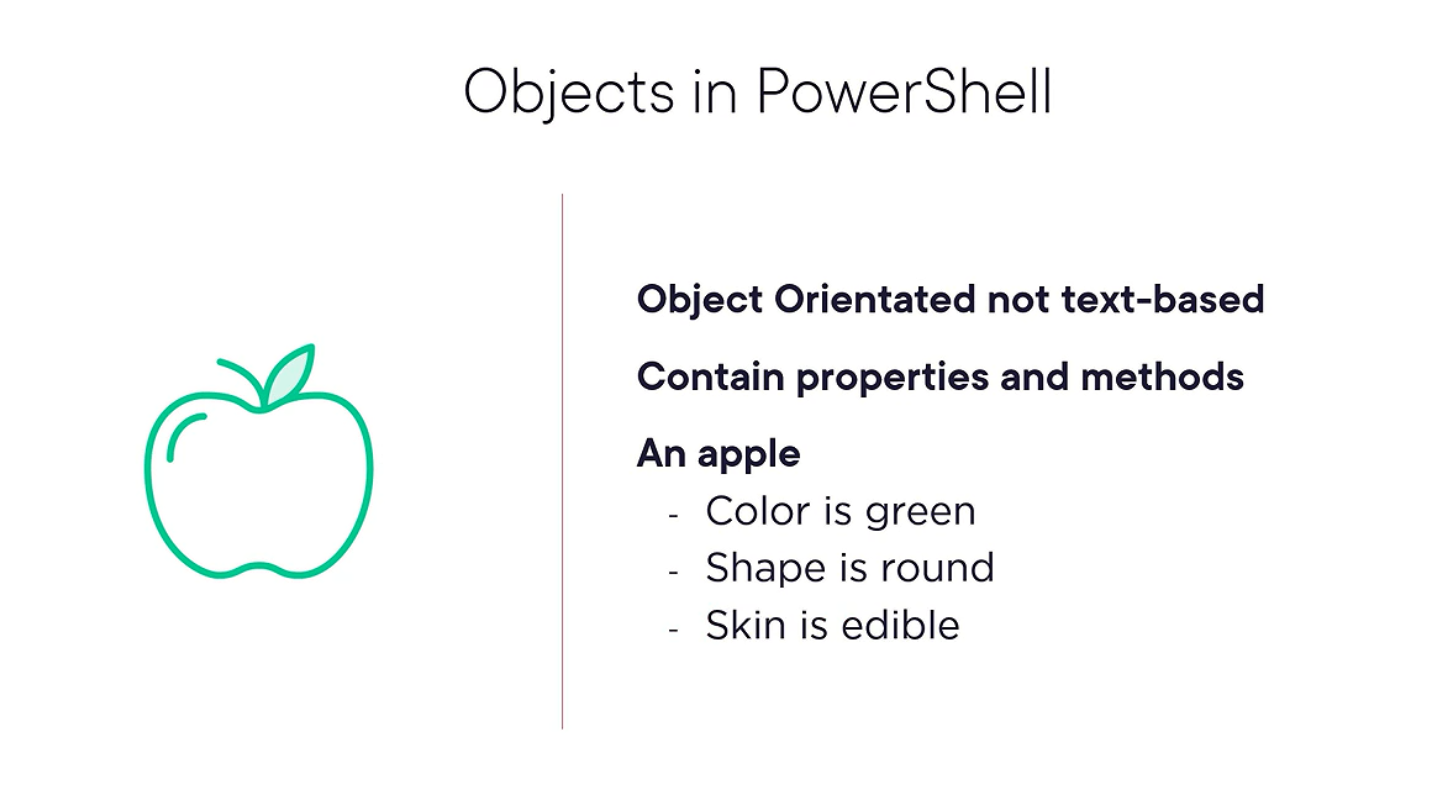 Objects in PowerShell
Object Orientated not text-based
Contain properties and methods
An apple
- Color is green
- Shape is round
- Skin is edible